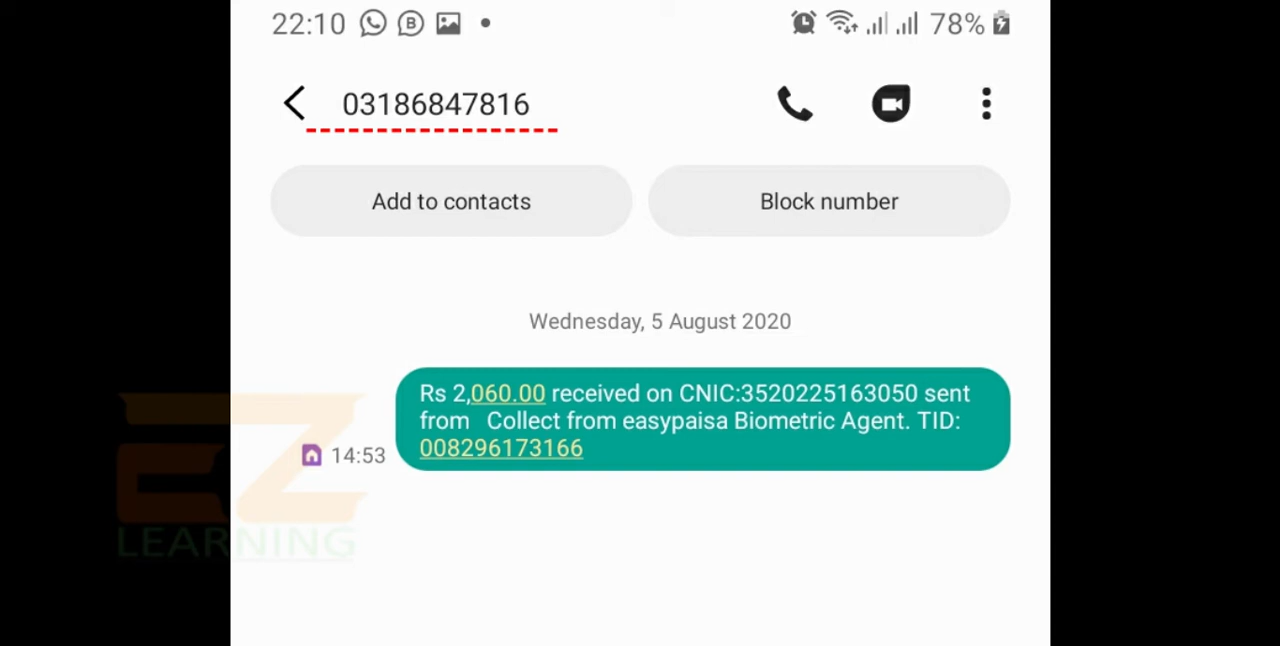 22:10 78%
03186847816
Add to contacts Block number
Wednesday, 5 August 2020
Rs 2,060.00 received on CNIC:3520225163050 sent
from Collect from easypaisa Biometric Agent. TID:
008296173166
14:53
EZ
LEARNING